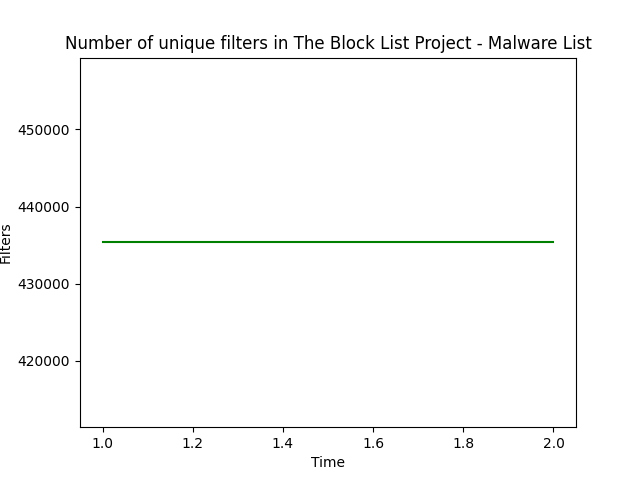 Number of unique filters in The Block List Project - Malware List
450000
440000
430000
420000
Filters
1.0 1.2 1.4 1.6 1.8 2.0
Time